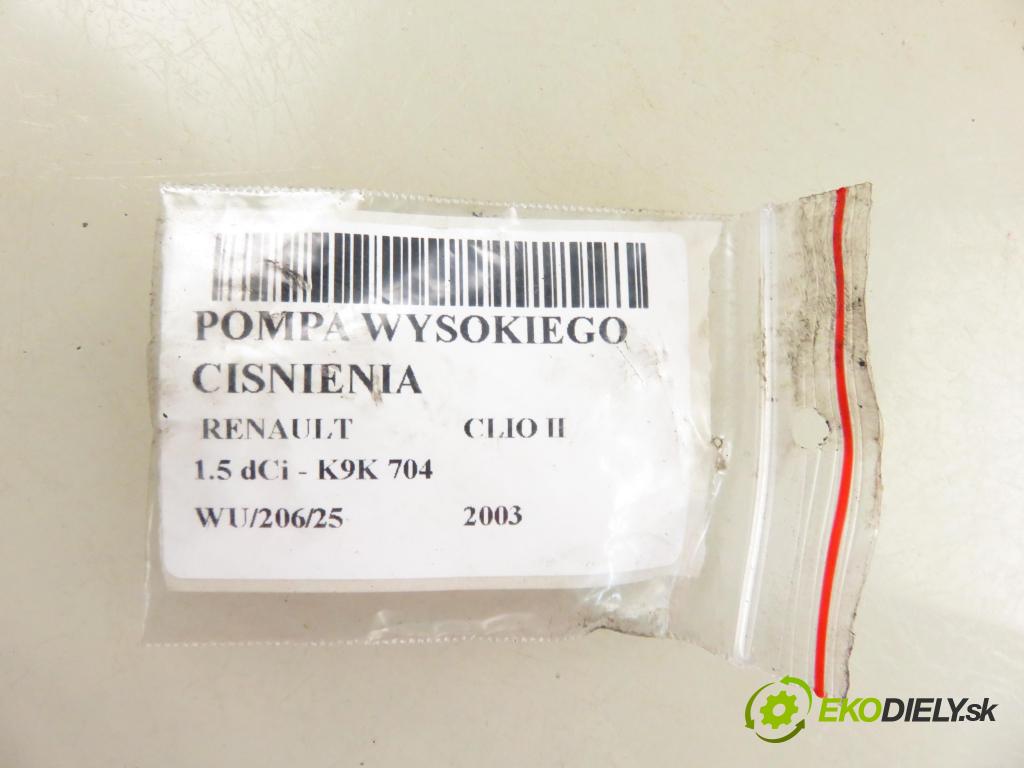 POMPA WYSOKIEGO
CISNIENIA
RENAULT CLIO II
1.5 dCi - K9K 704
WU/206/25 2003
EKODIELY.sk